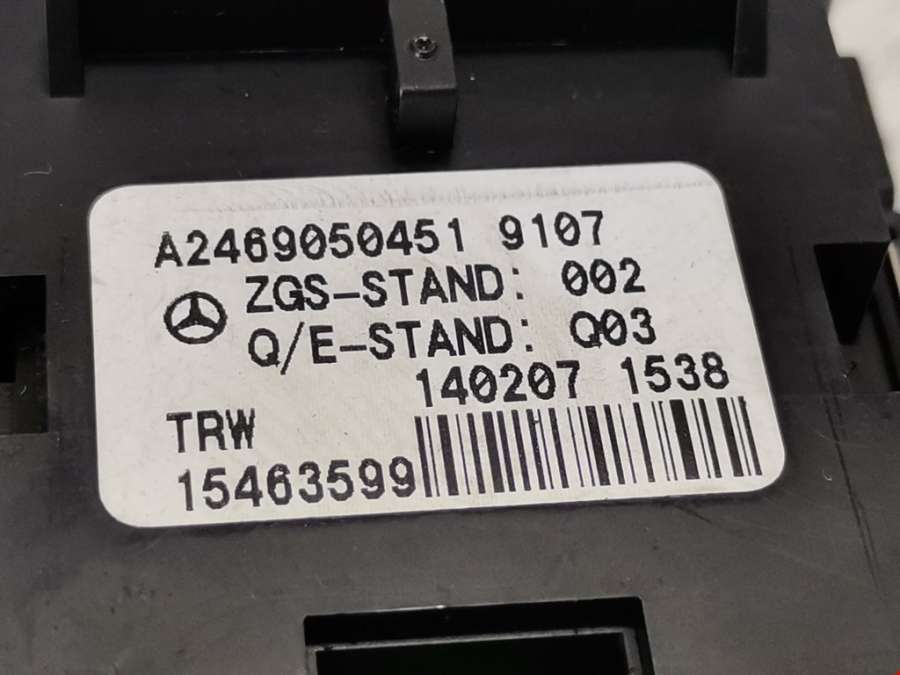 A2469050451 9107
ZGS-STAND: 002
Q/E-STAND: Q03
140207 1538
TRW
15463599